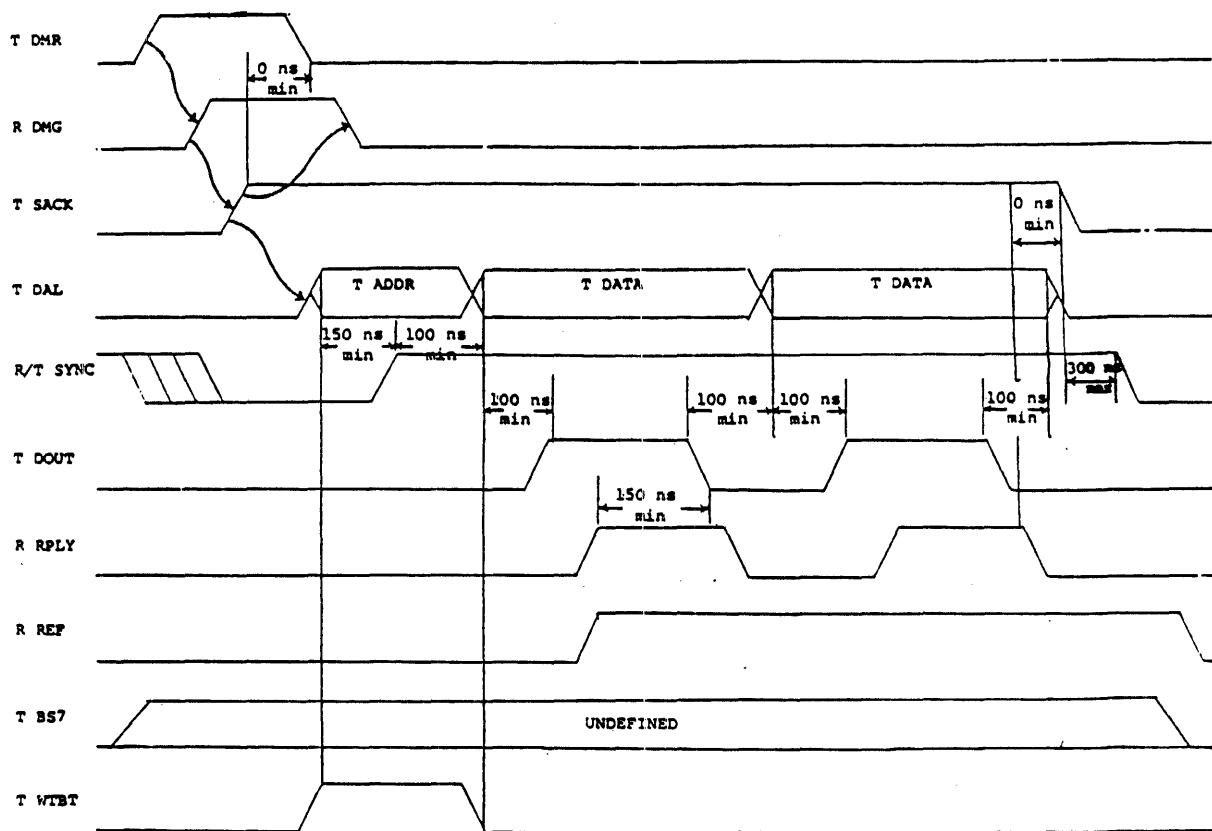 T DMR
0 ns
min
R DMG
T SACK
0 ns
min
T DAL
T ADDR
T DATA
T DATA
150 ns
min
100 ns
min
R/T SYNC
300 ns
max
100 ns
min
100 ns
min
100 ns
min
100 ns
min
T DOUT
150 ns
min
R RPLY
R REF
T BS7
UNDEFINED
T WTBT